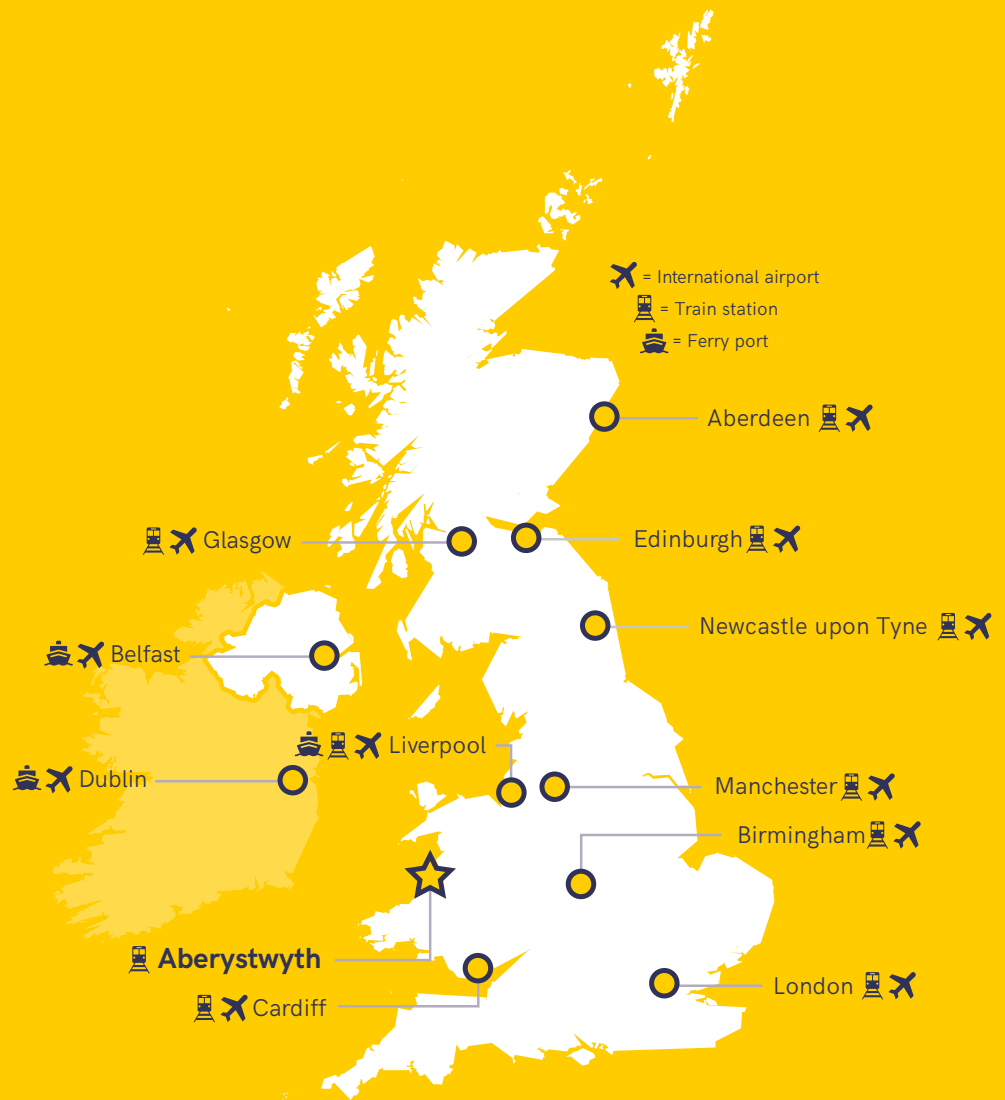 = International airport
= Train station
= Ferry port
Aberdeen
Glasgow
Edinburgh
Newcastle upon Tyne
Belfast
Liverpool
Dublin
Manchester
Birmingham
Aberystwyth
London
Cardiff